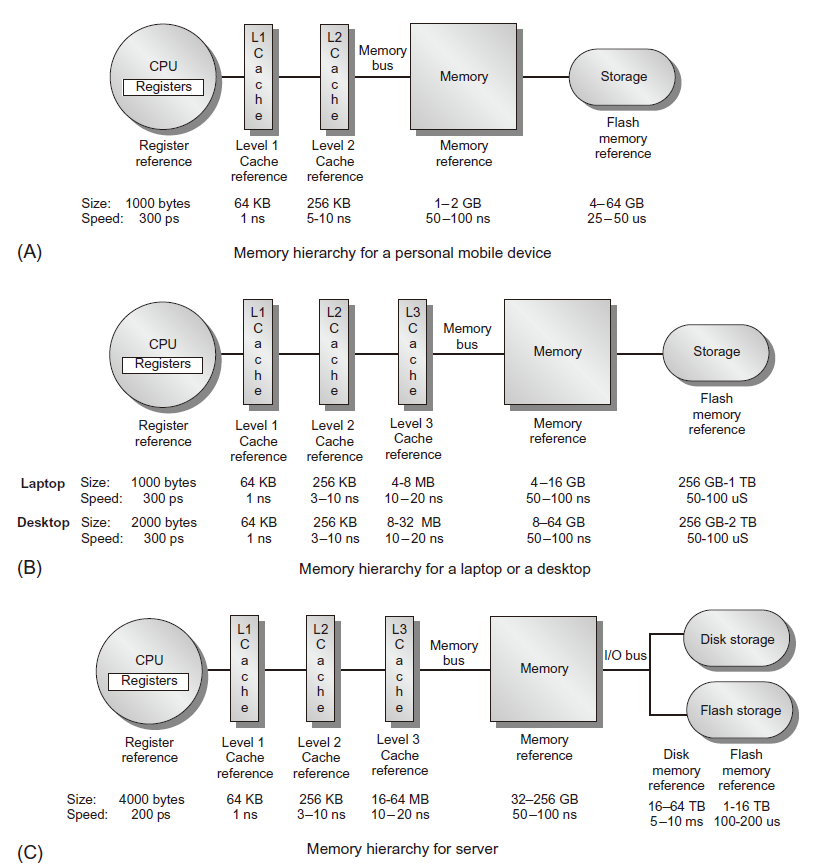 CPU
Registers
L1
Cache
L2
Cache
Memory
bus
Memory
Storage
Register
reference
Level 1
Cache
reference
Level 2
Cache
reference
Memory
reference
Flash
memory
reference
Size: 1000 bytes 64 KB 256 KB 1–2 GB 4–64 GB
Speed: 300 ps 1 ns 5-10 ns 50–100 ns 25–50 us
(A) Memory hierarchy for a personal mobile device
CPU
Registers
L1
Cache
L2
Cache
L3
Cache
Memory
bus
Memory
Storage
Register
reference
Level 1
Cache
reference
Level 2
Cache
reference
Level 3
Cache
reference
Memory
reference
Flash
memory
reference
Laptop Size: 1000 bytes 64 KB 256 KB 4-8 MB 4–16 GB 256 GB-1 TB
Speed: 300 ps 1 ns 3–10 ns 10–20 ns 50–100 ns 50-100 uS
Desktop Size: 2000 bytes 64 KB 256 KB 8-32 MB 8–64 GB 256 GB-2 TB
Speed: 300 ps 1 ns 3–10 ns 10–20 ns 50–100 ns 50-100 uS
(B) Memory hierarchy for a laptop or a desktop
CPU
Registers
L1
Cache
L2
Cache
L3
Cache
Memory
bus
Memory
I/O bus
Disk storage
Flash storage
Register
reference
Level 1
Cache
reference
Level 2
Cache
reference
Level 3
Cache
reference
Memory
reference
Disk
memory
reference
Flash
memory
reference
Size: 4000 bytes 64 KB 256 KB 16-64 MB 32–256 GB 16–64 TB 1-16 TB
Speed: 200 ps 1 ns 3–10 ns 10–20 ns 50–100 ns 5–10 ms 100-200 us
(C) Memory hierarchy for server